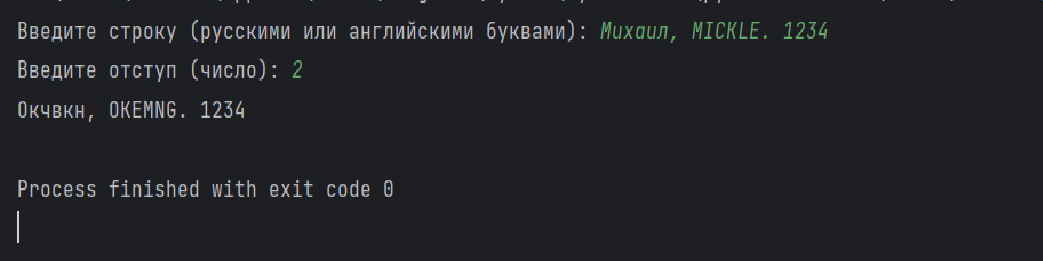 Введите строку (русскими или английскими буквами): Михаил, MICKLE. 1234
Введите отступ (число): 2
Окчвкн, OKEMNG. 1234
Process finished with exit code 0